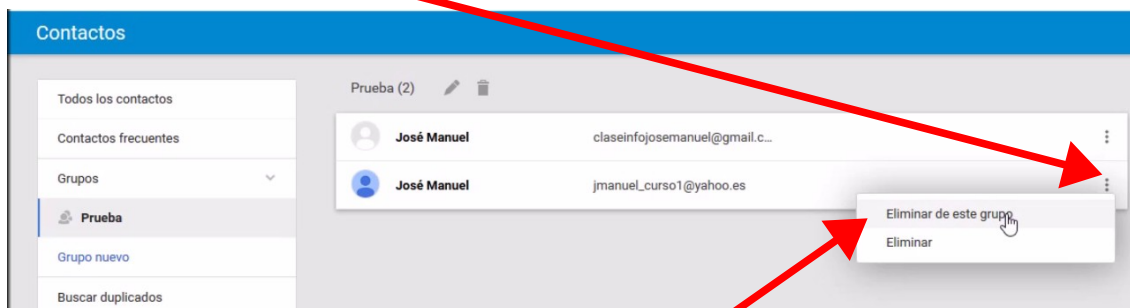 Contactos
Todos los contactos
Contactos frecuentes
Grupos
Prueba
Grupo nuevo
Buscar duplicados
Prueba (2)
José Manuel claseinfojosemanuel@gmail.c...
José Manuel jmanuel_curso1@yahoo.es
Eliminar de este grupo
Eliminar